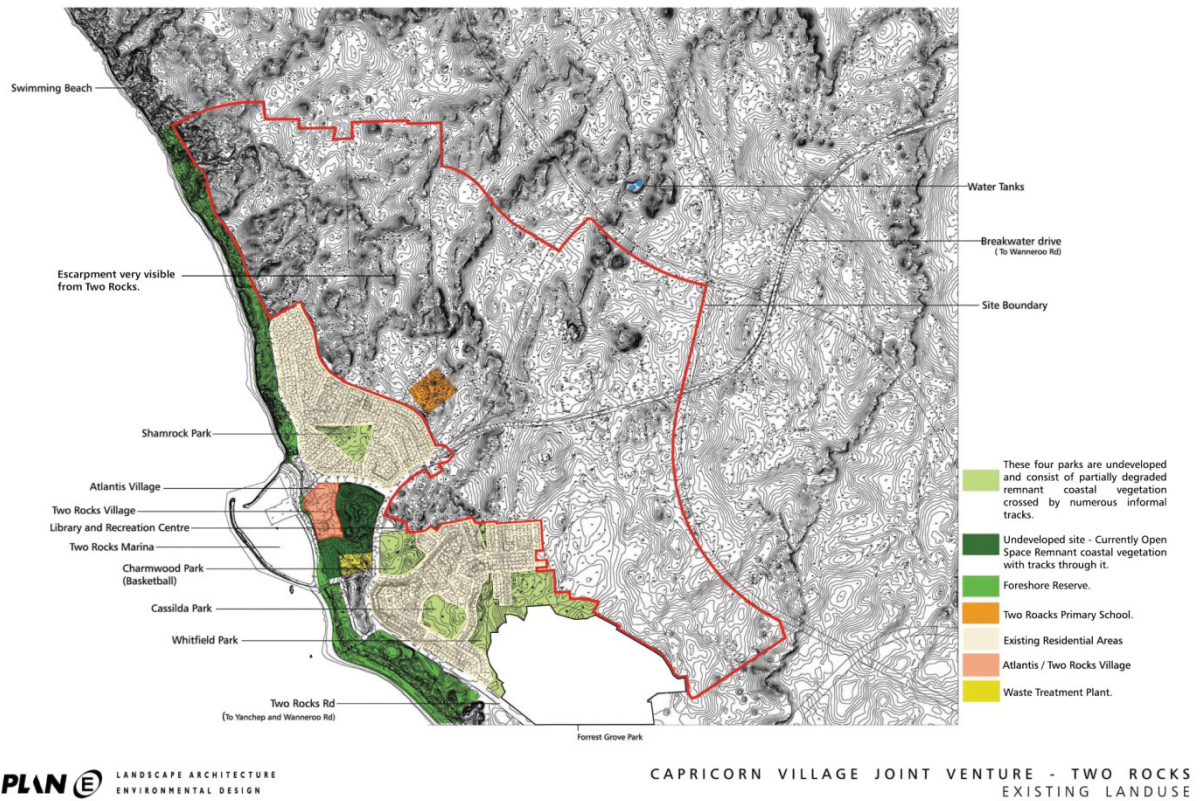 Swimming Beach
Escarpment very visible
from Two Rocks.
Shamrock Park
Atlantis Village
Two Rocks Village
Library and Recreation Centre
Two Rocks Marina
Charmwood Park
(Basketball)
Cassilda Park
Whitfield Park
Two Rocks Rd
(To Yanchep and Wanneroo Rd)
Forrest Grove Park
Water Tanks
Breakwater drive
( To Wanneroo Rd)
Site Boundary
These four parks are undeveloped
and consist of partially degraded
remnant coastal vegetation
crossed by numerous informal
tracks.
Undeveloped site - Currently Open
Space Remnant coastal vegetation
with tracks through it.
Foreshore Reserve.
Two Roacks Primary School.
Existing Residential Areas
Atlantis / Two Rocks Village
Waste Treatment Plant.
PLAN E
LANDSCAPE ARCHITECTURE
ENVIRONMENTAL DESIGN
CAPRICORN VILLAGE JOINT VENTURE - TWO ROCKS
EXISTING LANDUSE